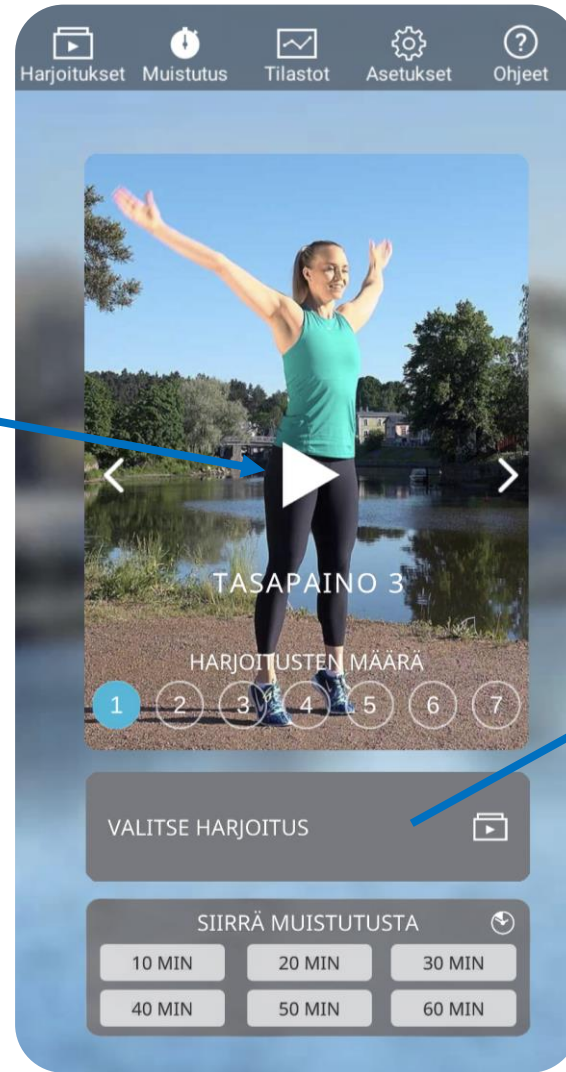 Harjoitukset Muistutus Tilastot Asetukset Ohjeet
TASAPAINO 3
HARJOITUSTEN MÄÄRÄ
1 2 3 4 5 6 7
VALITSE HARJOITUS
SIIRRÄ MUISTUTUSTA
10 MIN 20 MIN 30 MIN
40 MIN 50 MIN 60 MIN